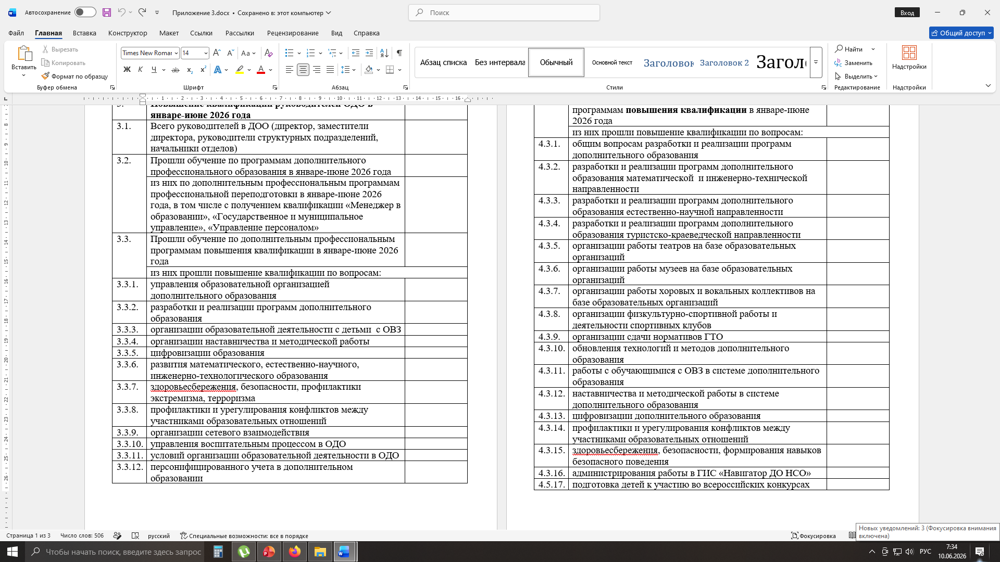 Автосохранение
Приложение 3.docx • Сохранено в: этот компьютер
Поиск
Вход
Файл Главная Вставка Конструктор Макет Ссылки Рассылки Рецензирование Вид Справка
Общий доступ
Вставить
Вырезать
Копировать
Формат по образцу
Буфер обмена
Times New Roman 14
Шрифт
Абзац
Абзац списка
Без интервала
Обычный
Основной текст
Заголовок
Заголовок 2
Заголо
Стили
Найти
Заменить
Выделить
Редактирование
Надстройки
Надстройки
1 2 3 4 5 6 7 8 9 10 11 12 13 14 15 16
3. Повышение квалификации руководителей ОДО в
январе-июне 2026 года
3.1. Всего руководителей в ДОО (директор, заместители
директора, руководители структурных подразделений,
начальники отделов)
3.2. Прошли обучение по программам дополнительного
профессионального образования в январе-июне 2026 года
из них по дополнительным профессиональным программам
профессиональной переподготовки в январе-июне 2026
года, в том числе с получением квалификации «Менеджер в
образовании», «Государственное и муниципальное
управление», «Управление персоналом»
3.3. Прошли обучение по дополнительным профессиональным
программам повышения квалификации в январе-июне 2026
года
из них прошли повышение квалификации по вопросам:
3.3.1. управления образовательной организацией
дополнительного образования
3.3.2. разработки и реализации программ дополнительного
образования
3.3.3. организации образовательной деятельности с детьми  с ОВЗ
3.3.4. организации наставничества и методической работы
3.3.5. цифровизации образования
3.3.6. развития математического, естественно-научного,
инженерно-технологического образования
3.3.7. здоровьесбережения, безопасности, профилактики
экстремизма, терроризма
3.3.8. профилактики и урегулирования конфликтов между
участниками образовательных отношений
3.3.9. организации сетевого взаимодействия
3.3.10. управления воспитательным процессом в ОДО
3.3.11. условий организации образовательной деятельности в ОДО
3.3.12. персонифицированного учета в дополнительном
образовании
программам повышения квалификации в январе-июне
2026 года
из них прошли повышение квалификации по вопросам:
4.3.1. общим вопросам разработки и реализации программ
дополнительного образования
4.3.2. разработки и реализации программ дополнительного
образования математической  и инженерно-технической
направленности
4.3.3. разработки и реализации программ дополнительного
образования естественно-научной направленности
4.3.4. разработки и реализации программ дополнительного
образования туристско-краеведческой направленности
4.3.5. организации работы театров на базе образовательных
организаций
4.3.6. организации работы музеев на базе образовательных
организаций
4.3.7. организации работы хоровых и вокальных коллективов на
базе образовательных организаций
4.3.8. организации физкультурно-спортивной работы и
деятельности спортивных клубов
4.3.9. организации сдачи нормативов ГТО
4.3.10. обновления технологий и методов дополнительного
образования
4.3.11. работы с обучающимися с ОВЗ в системе дополнительного
образования
4.3.12. наставничества и методической работы в системе
дополнительного образования
4.3.13. цифровизации дополнительного образования
4.3.14. профилактики и урегулирования конфликтов между
участниками образовательных отношений
4.3.15. здоровьесбережения, безопасности, формирования навыков
безопасного поведения
4.3.16. администрирования работы в ГИС «Навигатор ДО НСО»
4.5.17. подготовка детей к участию во всероссийских конкурсах
Страница 1 из 3 Число слов: 506 русский Специальные возможности: все в порядке
Фокусировка
Новых уведомлений: 3 (Фокусировка внимания
включена)
Чтобы начать поиск, введите здесь запрос
РУС
7:34
10.06.2026